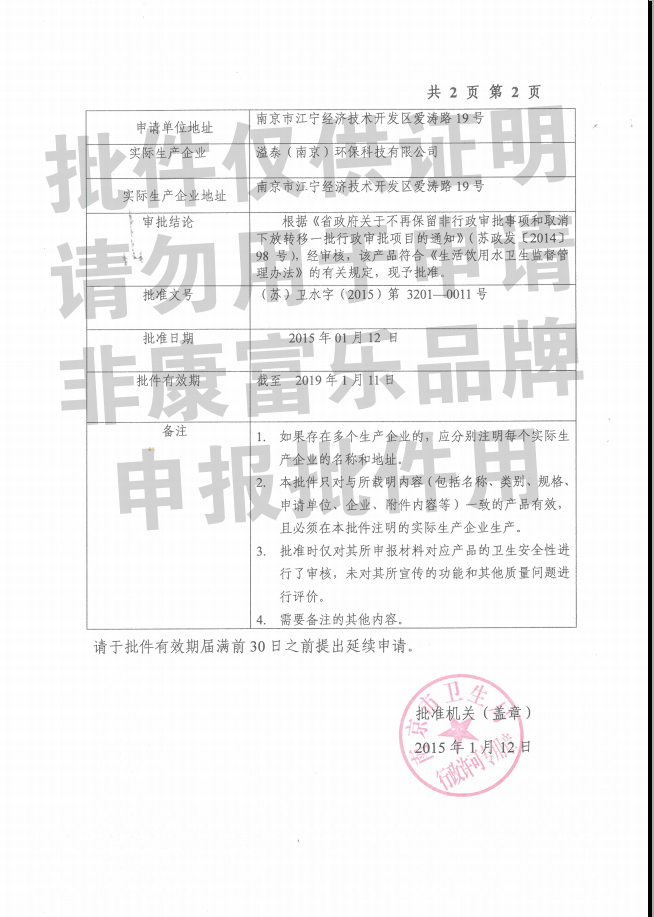 共 2 页 第 2 页
申请单位地址
南京市江宁经济技术开发区爱涛路 19 号
实际生产企业
溢泰（南京）环保科技有限公司
实际生产企业地址
南京市江宁经济技术开发区爱涛路 19 号
审批结论
根据《省政府关于不再保留非行政审批事项和取消
下放转移一批行政审批项目的通知》（苏政发〔2014〕
98 号），经审核，该产品符合《生活饮用水卫生监督管
理办法》的有关规定，现予批准。
批准文号
（苏）卫水字（2015）第 3201—0011 号
批准日期
2015 年 01 月 12 日
批件有效期
截至 2019 年 1 月 11 日
备注
1. 如果存在多个生产企业的，应分别注明每个实际生
产企业的名称和地址。
2. 本批件只对与所载明内容（包括名称、类别、规格、
申请单位、企业、附件内容等）一致的产品有效，
且必须在本批件注明的实际生产企业生产。
3. 批准时仅对其所申报材料对应产品的卫生安全性进
行了审核，未对其所宣传的功能和其他质量问题进
行评价。
4. 需要备注的其他内容。
请于批件有效期届满前 30 日之前提出延续申请。
批准机关（盖章）
2015 年 1 月 12 日
南京市卫生
行政许可专用章
批件仅供证明
请勿用于申请
非康富乐品牌
申报批件用